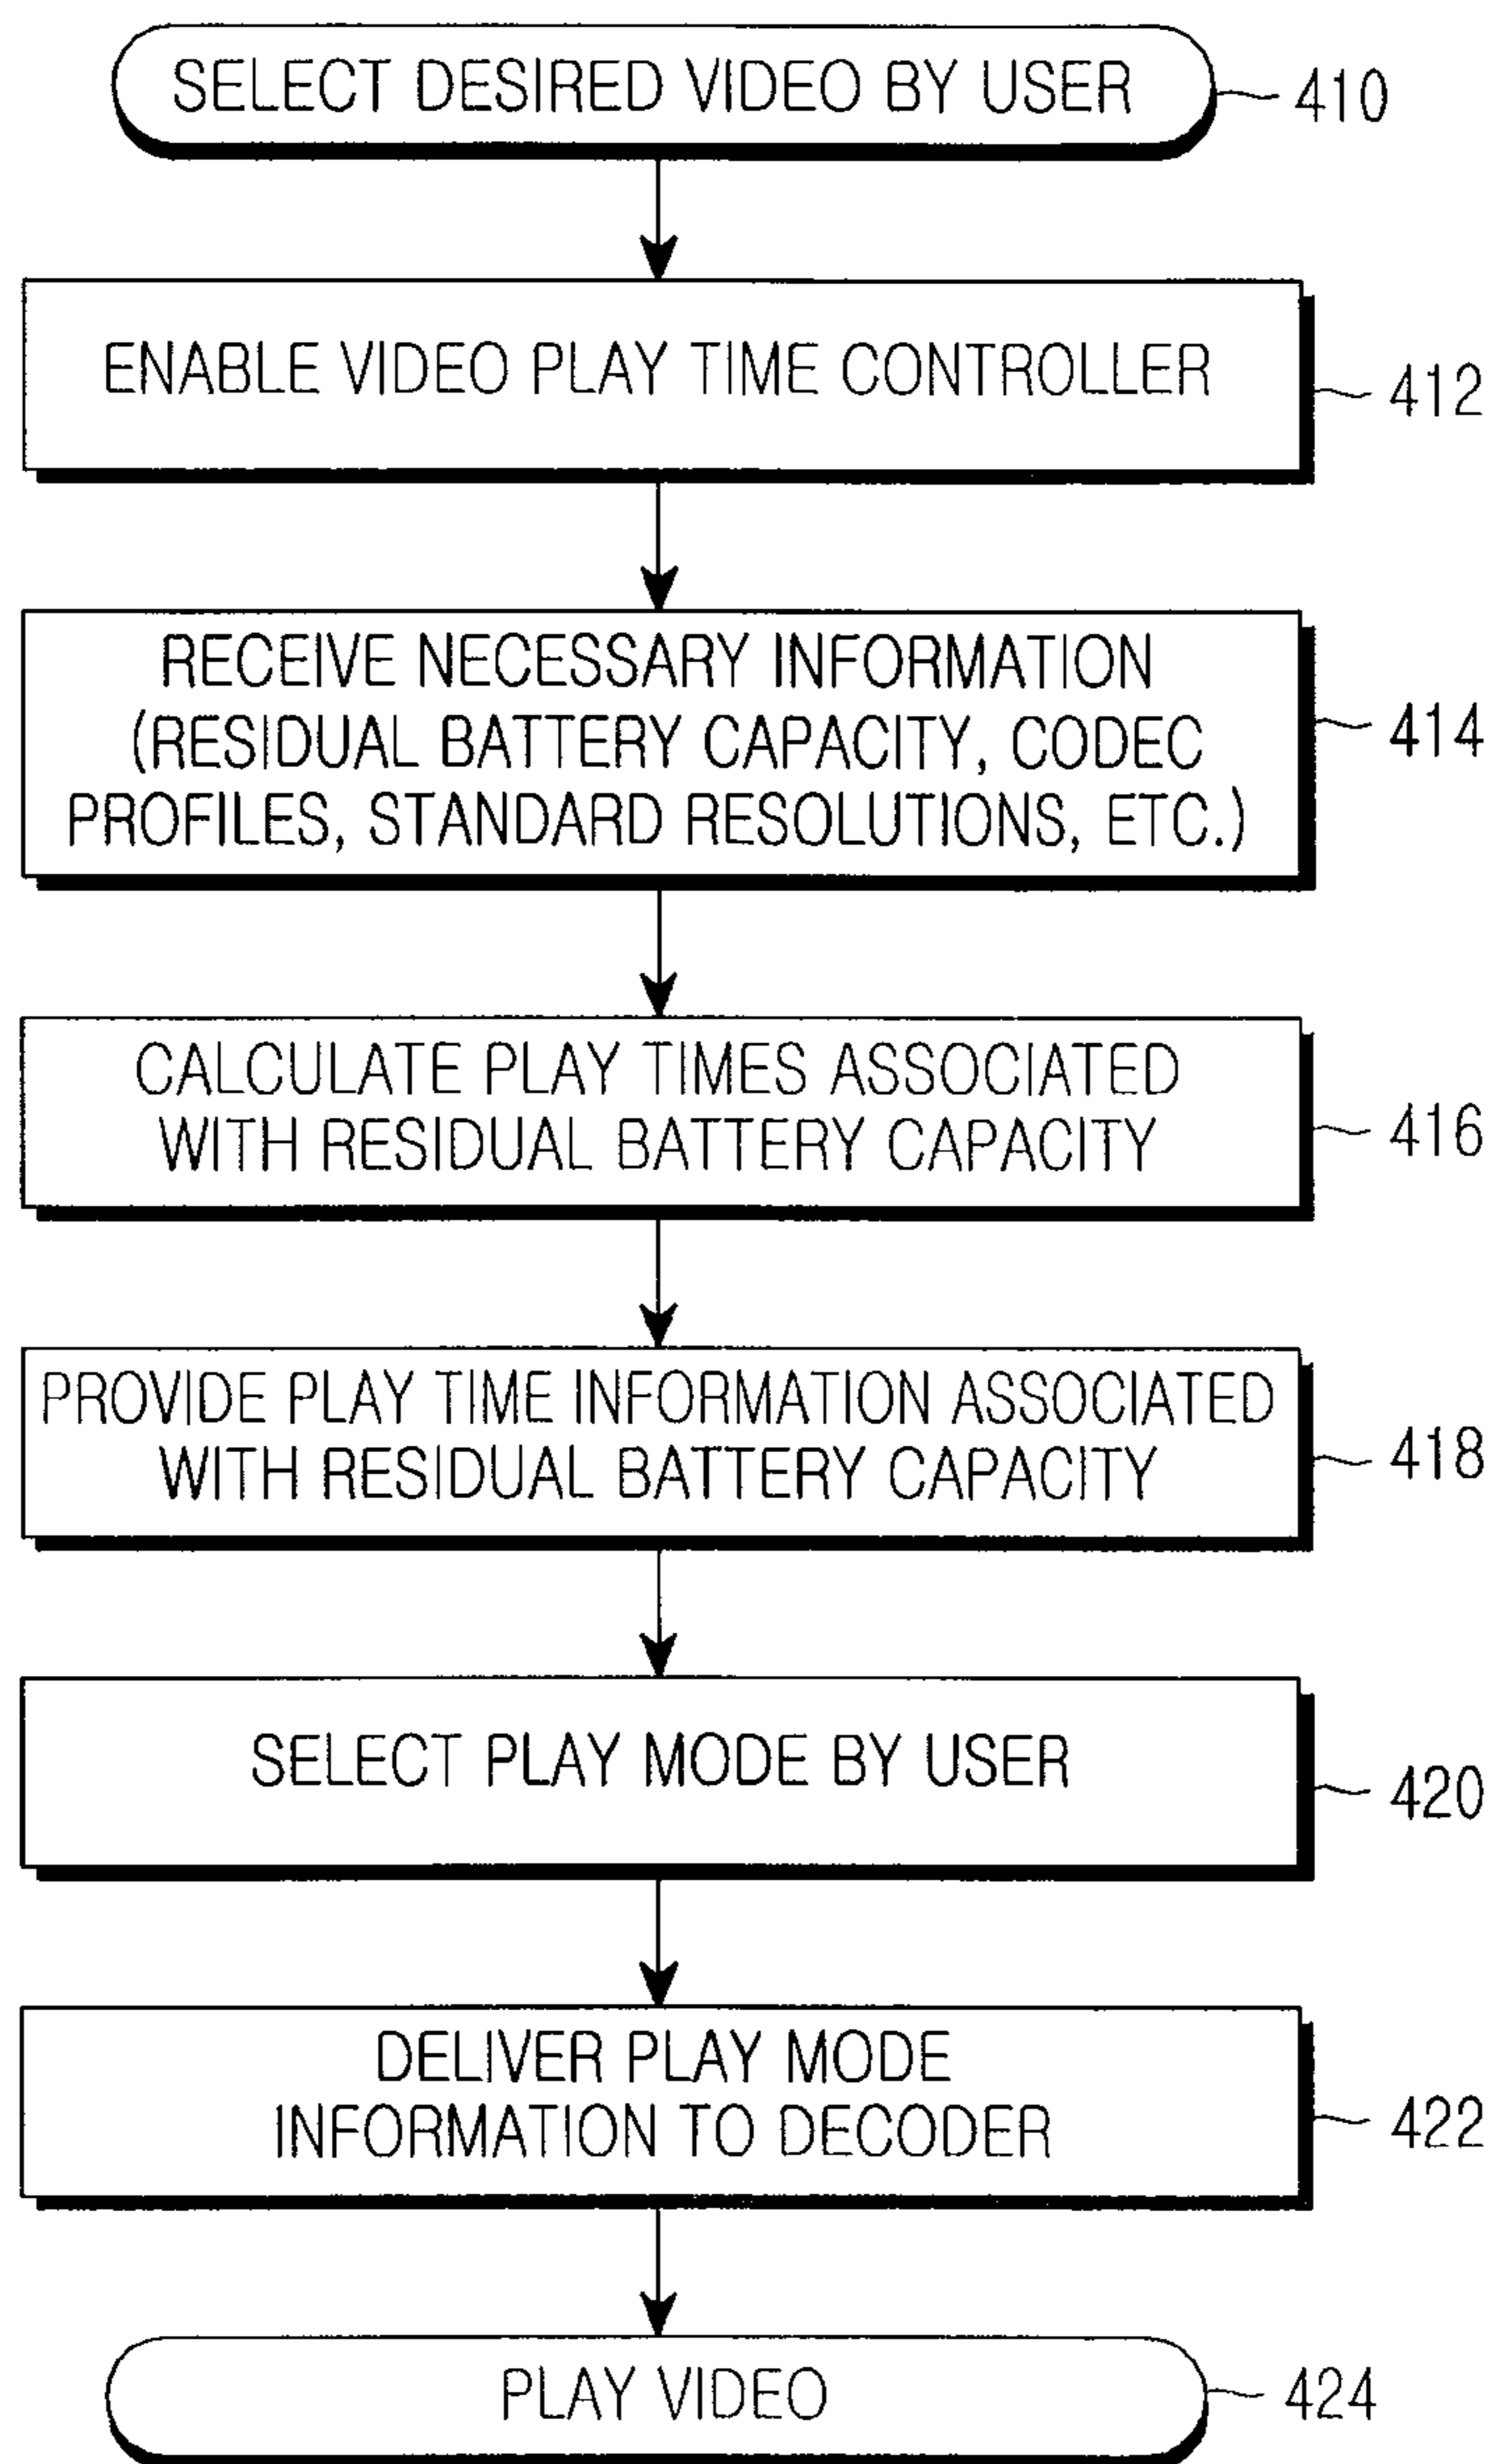 SELECT DESIRED VIDEO BY USER
410
ENABLE VIDEO PLAY TIME CONTROLLER
412
RECEIVE NECESSARY INFORMATION
(RESIDUAL BATTERY CAPACITY, CODEC
PROFILES, STANDARD RESOLUTIONS, ETC.)
414
CALCULATE PLAY TIMES ASSOCIATED
WITH RESIDUAL BATTERY CAPACITY
416
PROVIDE PLAY TIME INFORMATION ASSOCIATED
WITH RESIDUAL BATTERY CAPACITY
418
SELECT PLAY MODE BY USER
420
DELIVER PLAY MODE
INFORMATION TO DECODER
422
PLAY VIDEO
424